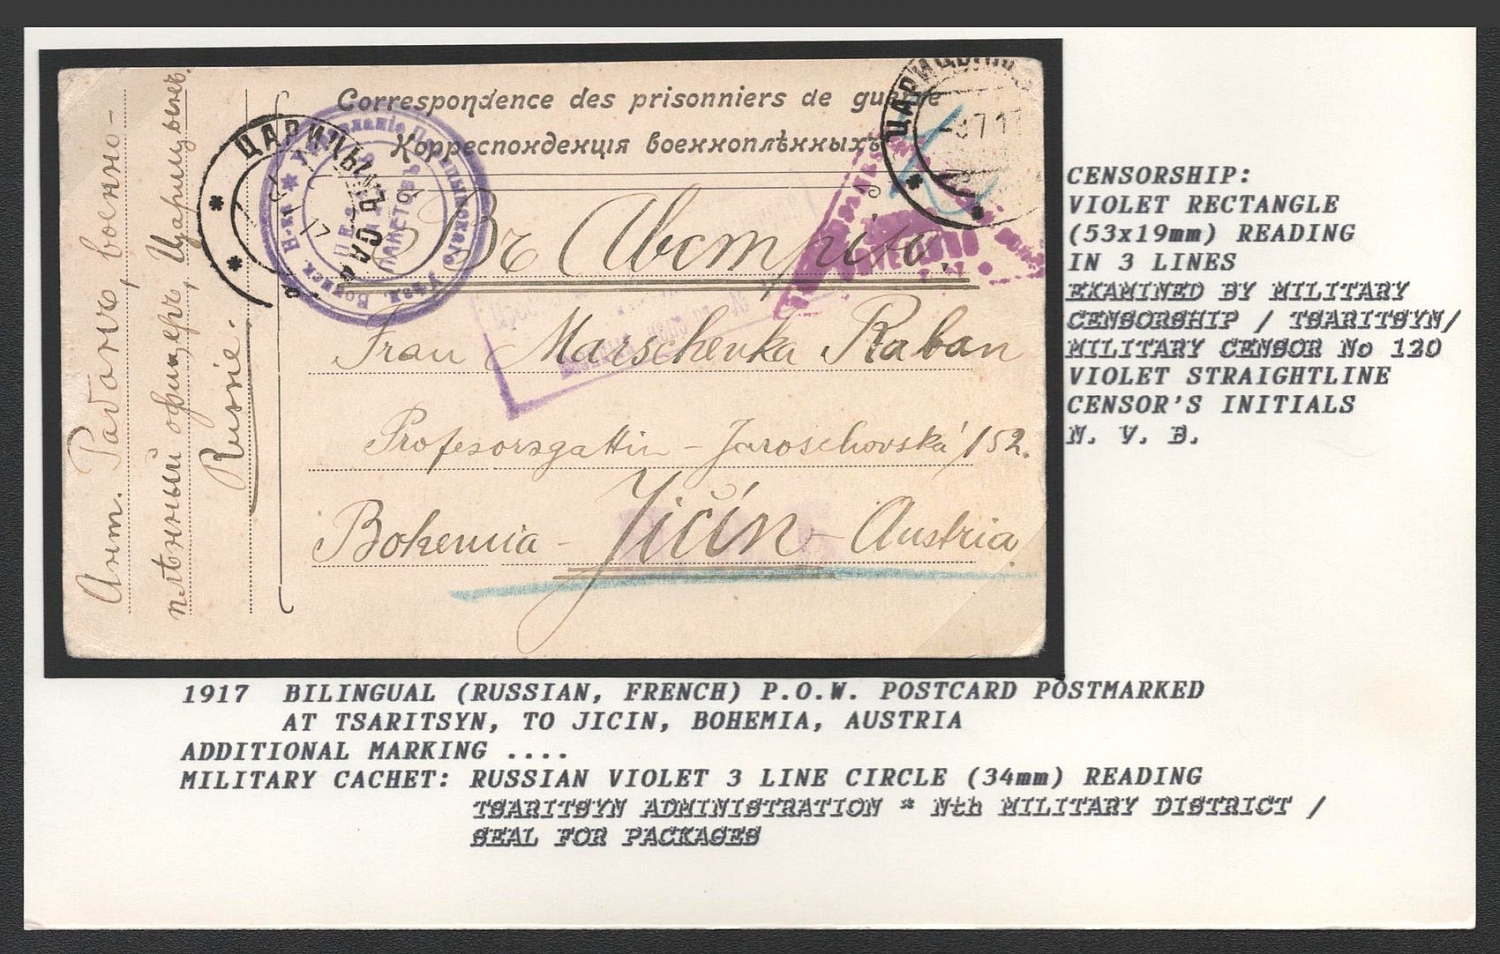 Correspondence des prisonniers de guerre
Корреспонденція военноплѣнныхъ
ЦАРИЦЫНЪ
ЦАРИЦЫНЪ
Въ Австрію.
Frau Marschenka Raban
Profesorsgattin - Jaroschovská 152.
Bohemia - Jičín - Austria
Ант. Рабанъ, военно-
плѣнный офицеръ, Царицынъ.
Russie.
CENSORSHIP:
VIOLET RECTANGLE
(53x19mm) READING
IN 3 LINES
EXAMINED BY MILITARY
CENSORSHIP / TSARITSYN/
MILITARY CENSOR No 120
VIOLET STRAIGHTLINE
CENSOR'S INITIALS
N. V. B.
1917 BILINGUAL (RUSSIAN, FRENCH) P.O.W. POSTCARD POSTMARKED
AT TSARITSYN, TO JICIN, BOHEMIA, AUSTRIA
ADDITIONAL MARKING ....
MILITARY CACHET: RUSSIAN VIOLET 3 LINE CIRCLE (34mm) READING
TSARITSYN ADMINISTRATION * Nth MILITARY DISTRICT /
SEAL FOR PACKAGES